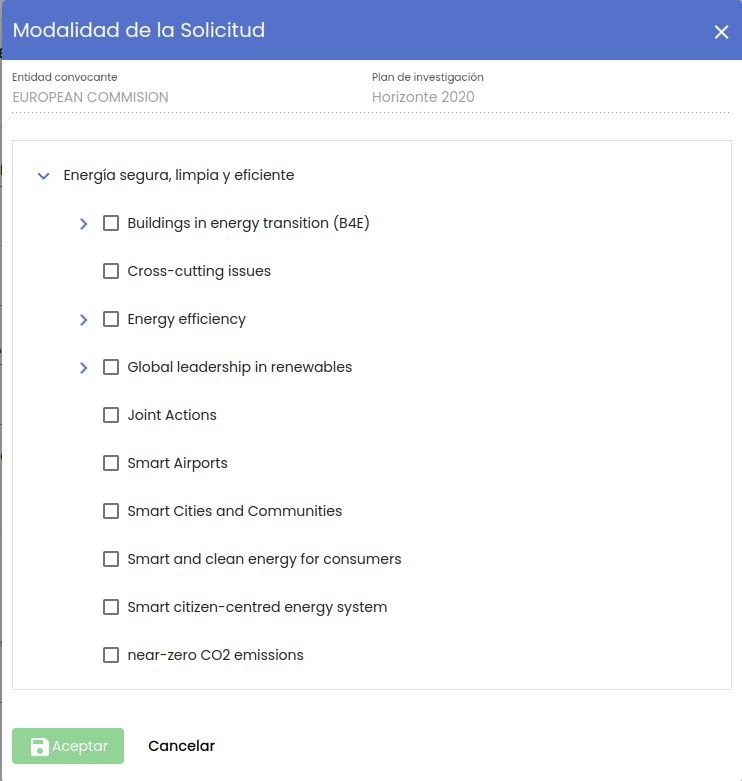 Modalidad de la Solicitud
Entidad convocante Plan de investigación
EUROPEAN COMMISION Horizonte 2020
Energía segura, limpia y eficiente
Buildings in energy transition (B4E)
Cross-cutting issues
Energy efficiency
Global leadership in renewables
Joint Actions
Smart Airports
Smart Cities and Communities
Smart and clean energy for consumers
Smart citizen-centred energy system
near-zero CO2 emissions
Aceptar Cancelar